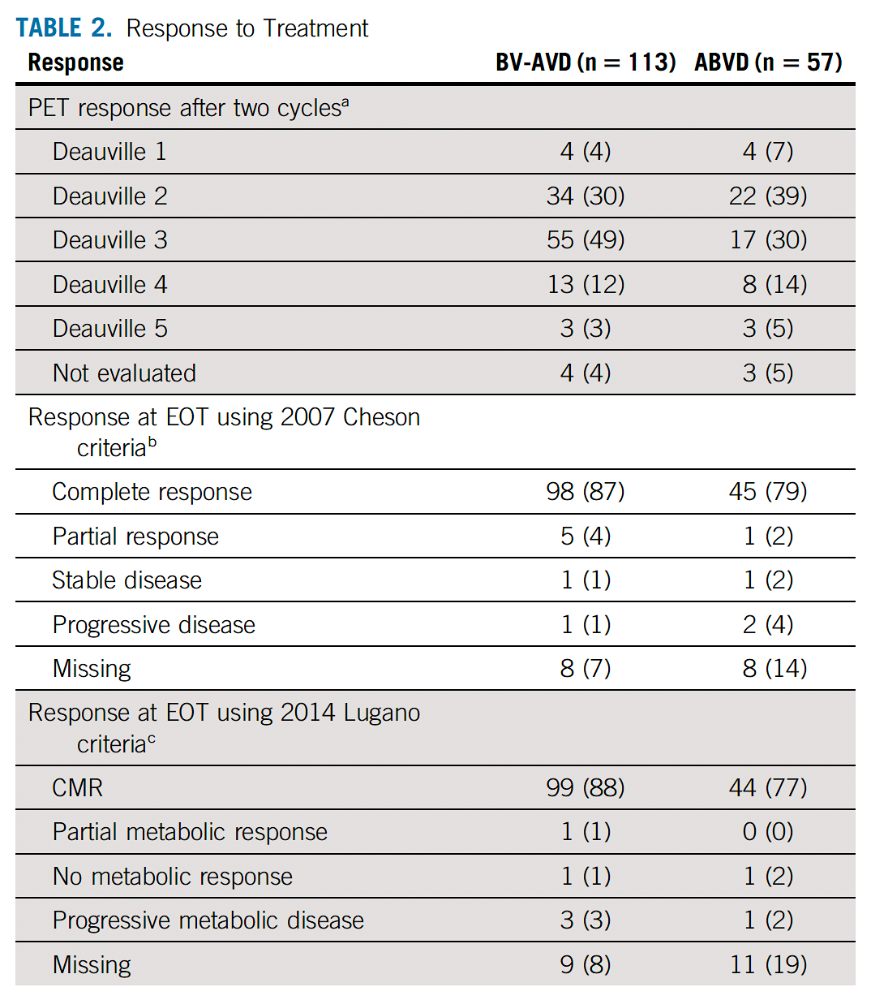 TABLE 2. Response to Treatment
Response BV-AVD (n = 113) ABVD (n = 57)
PET response after two cyclesa
Deauville 1 4 (4) 4 (7)
Deauville 2 34 (30) 22 (39)
Deauville 3 55 (49) 17 (30)
Deauville 4 13 (12) 8 (14)
Deauville 5 3 (3) 3 (5)
Not evaluated 4 (4) 3 (5)
Response at EOT using 2007 Cheson
criteriab
Complete response 98 (87) 45 (79)
Partial response 5 (4) 1 (2)
Stable disease 1 (1) 1 (2)
Progressive disease 1 (1) 2 (4)
Missing 8 (7) 8 (14)
Response at EOT using 2014 Lugano
criteriac
CMR 99 (88) 44 (77)
Partial metabolic response 1 (1) 0 (0)
No metabolic response 1 (1) 1 (2)
Progressive metabolic disease 3 (3) 1 (2)
Missing 9 (8) 11 (19)